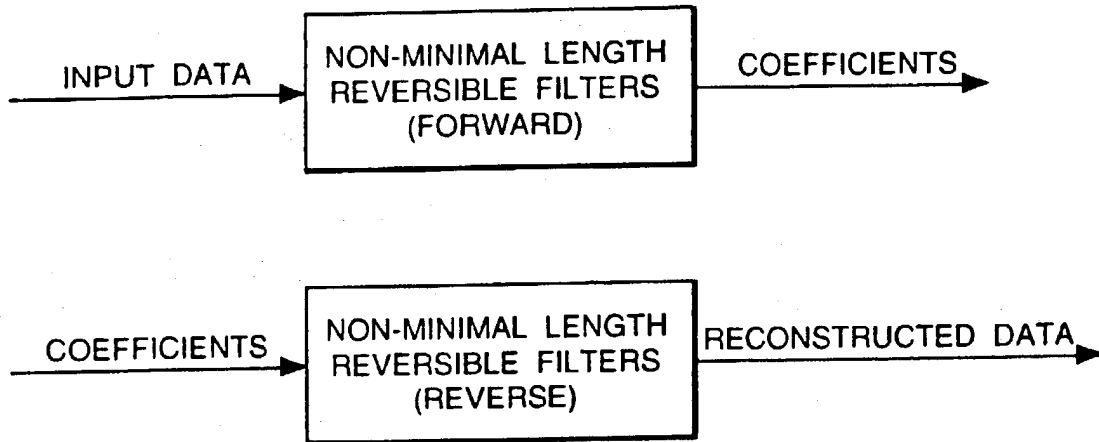 INPUT DATA
NON-MINIMAL LENGTH
REVERSIBLE FILTERS
(FORWARD)
COEFFICIENTS
COEFFICIENTS
NON-MINIMAL LENGTH
REVERSIBLE FILTERS
(REVERSE)
RECONSTRUCTED DATA